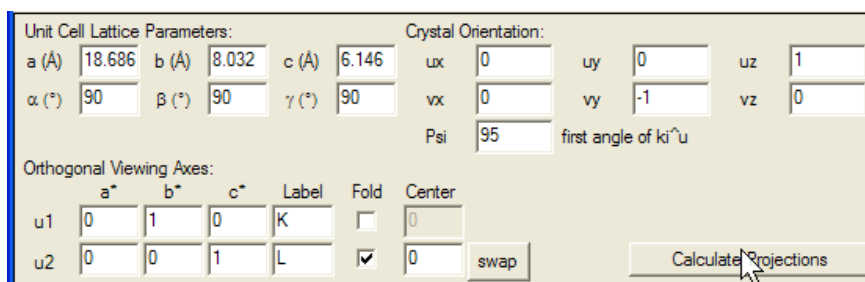 Unit Cell Lattice Parameters: Crystal Orientation:
a (Å) 18.686 b (Å) 8.032 c (Å) 6.146 ux 0 uy 0 uz 1
α (°) 90 β (°) 90 γ (°) 90 vx 0 vy -1 vz 0
Psi 95 first angle of ki^u
Orthogonal Viewing Axes:
a* b* c* Label Fold Center
u1 0 1 0 K 0
u2 0 0 1 L 0 swap Calculate Projections